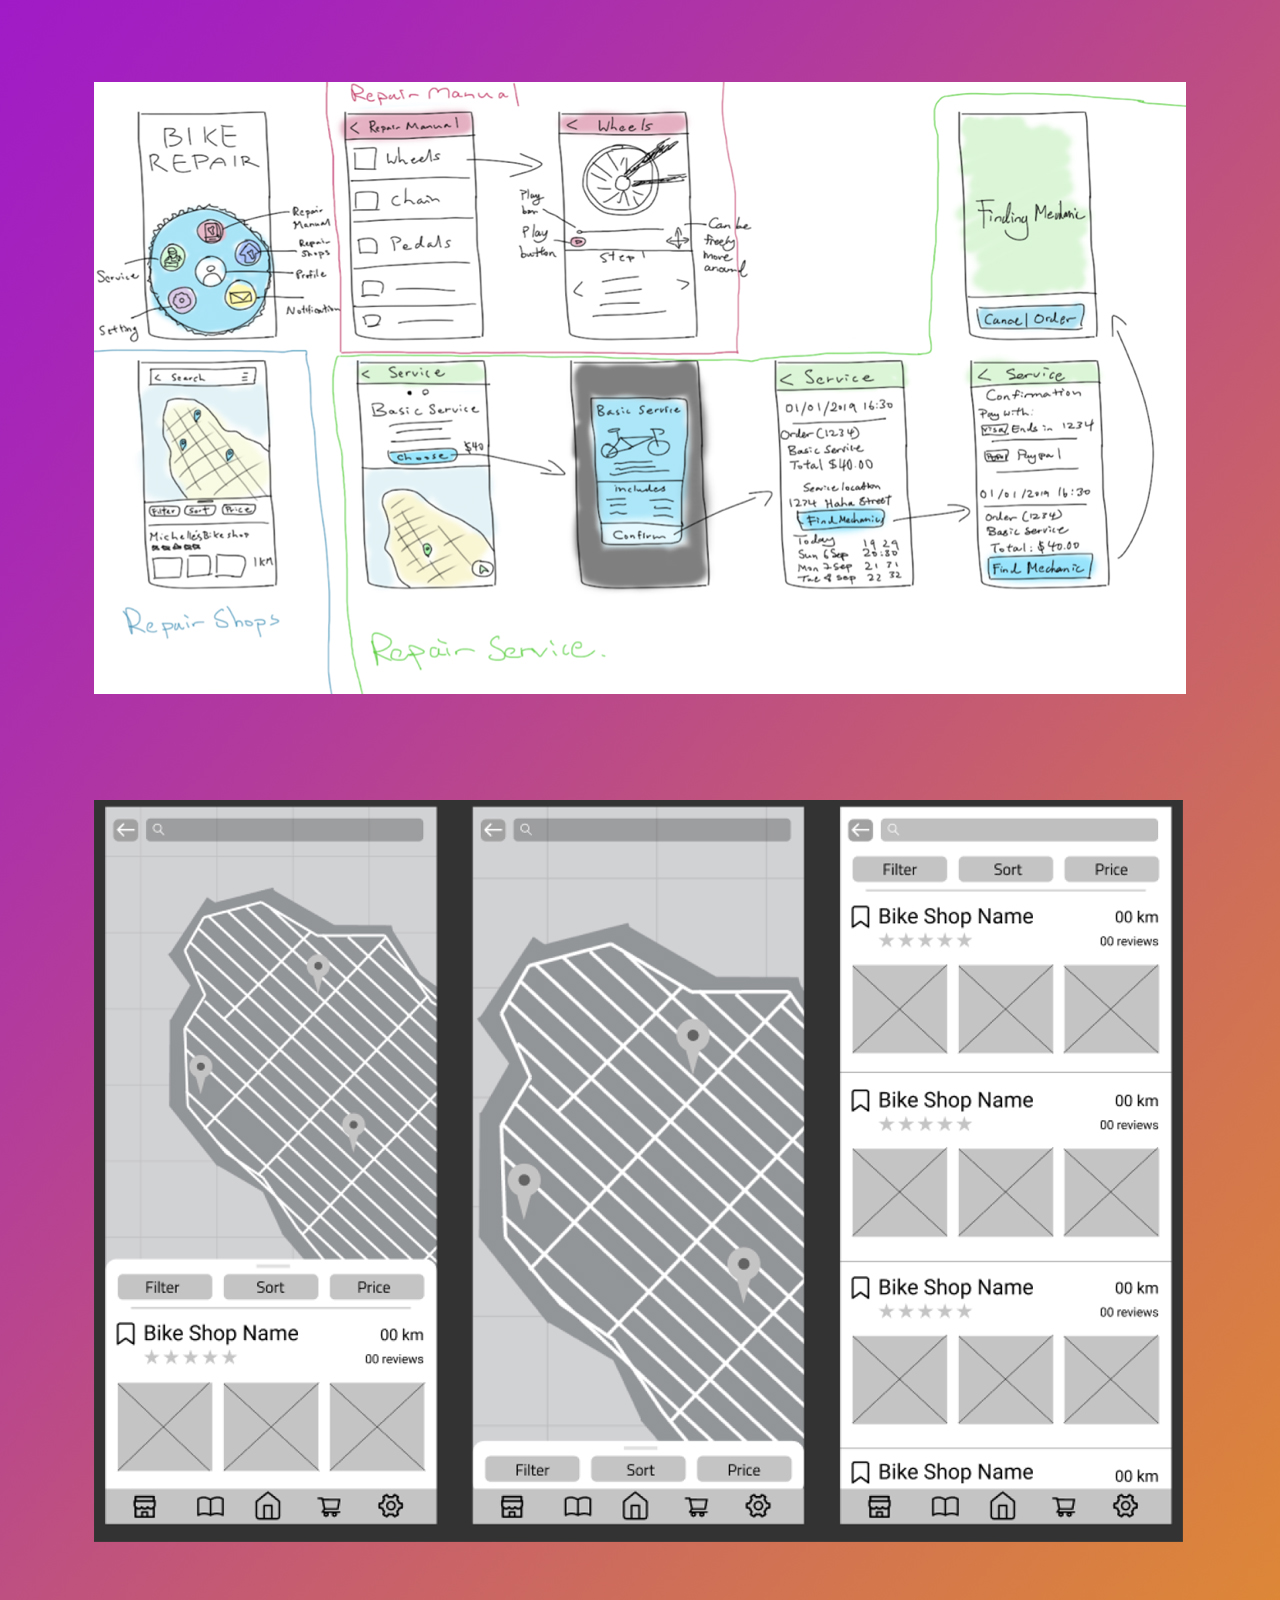 Repair Manual
BIKE
REPAIR
Repair
Manual
Repair
Shops
Profile
Notification
Service
Setting
< Repair Manual
Wheels
Chain
Pedals
< Wheels
Play
bar
Play
button
Can be
freely
move
around
Step 1
< >
Finding Mechanic
Cancel Order
< Search
Filter
Sort
Price
Michelle's Bike shop
1 km
Repair Shops
< Service
Basic Service
$40
Choose
Basic Service
includes
Confirm
< Service
01/01/2019 16:30
Order (1234)
Basic Service
Total $40.00
Service location
1274 Haha Street
Find Mechanic
Today 19 29
Sun 6 Sep 20:30
Mon 7 Sep 21 31
Tue 8 Sep 22 32
< Service
Confirmation
Pay with:
VISA Ends in 1234
Paypal
01/01/2019 16:30
Order (1234)
Basic Service
Total: $40.00
Find Mechanic
Repair Service.
Filter Sort Price
Bike Shop Name 00 km
00 reviews
Filter Sort Price
Filter Sort Price
Bike Shop Name 00 km
00 reviews
Bike Shop Name 00 km
00 reviews
Bike Shop Name 00 km
00 reviews
Bike Shop Name 00 km